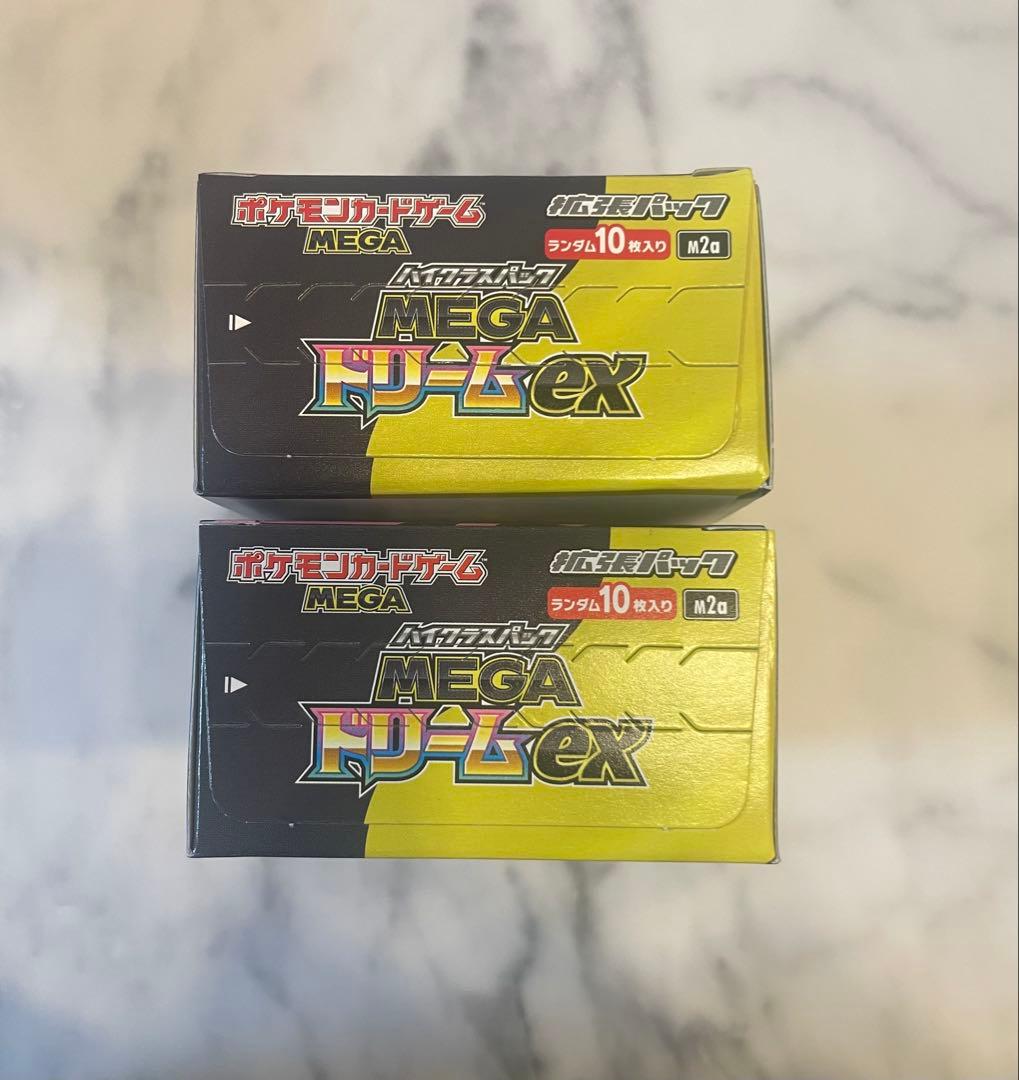 ポケモンカードゲーム
MEGA
拡張パック
ランダム10枚入り M2a
ハイクラスパック
MEGA
ドリームex
ポケモンカードゲーム
MEGA
拡張パック
ランダム10枚入り M2a
ハイクラスパック
MEGA
ドリームex